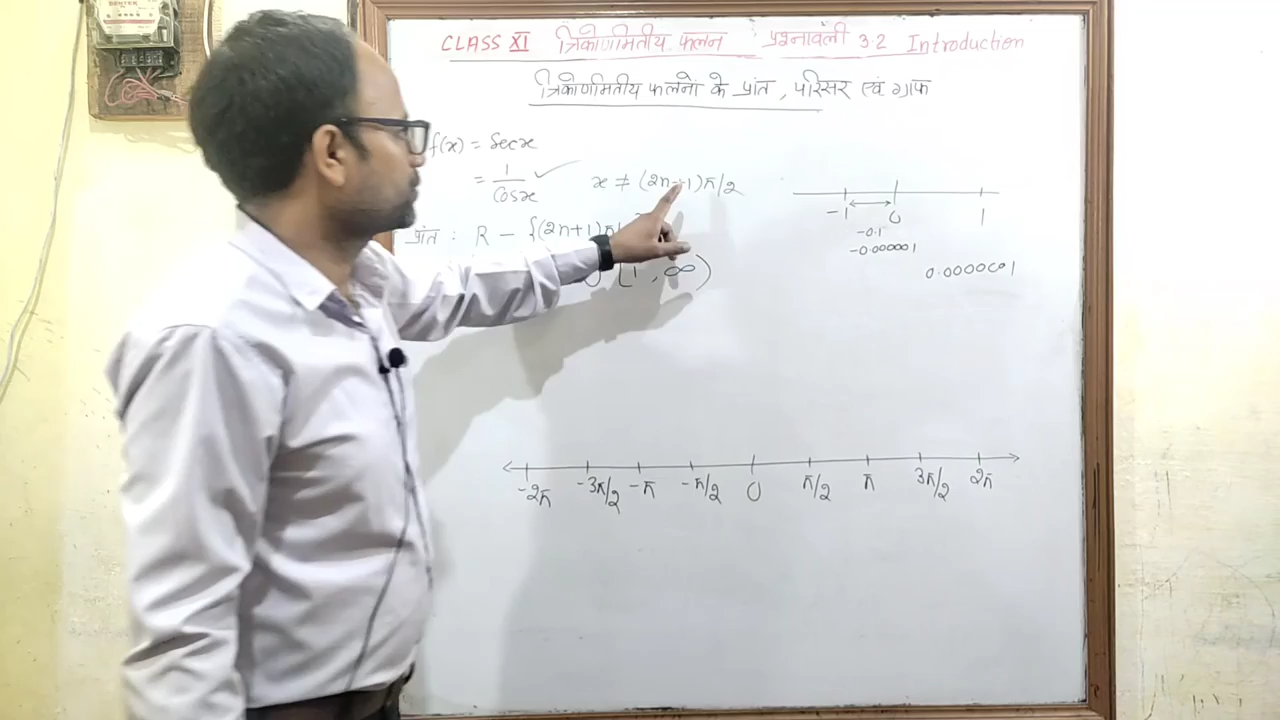 CLASS XI त्रिकोणमितीय फलन प्रश्नावली 3.2 Introduction
त्रिकोणमितीय फलनों के प्रांत, परिसर एवं ग्राफ
f(x) = Secx
= 1/Cosx ✓ x ≠ (2n+1)π/2
प्रांत : R - {(2n+1)π
(1, ∞)
-1 0 1
-0.1
-0.000001
0.0000001
-2π -3π/2 -π -π/2 0 π/2 π 3π/2 2π